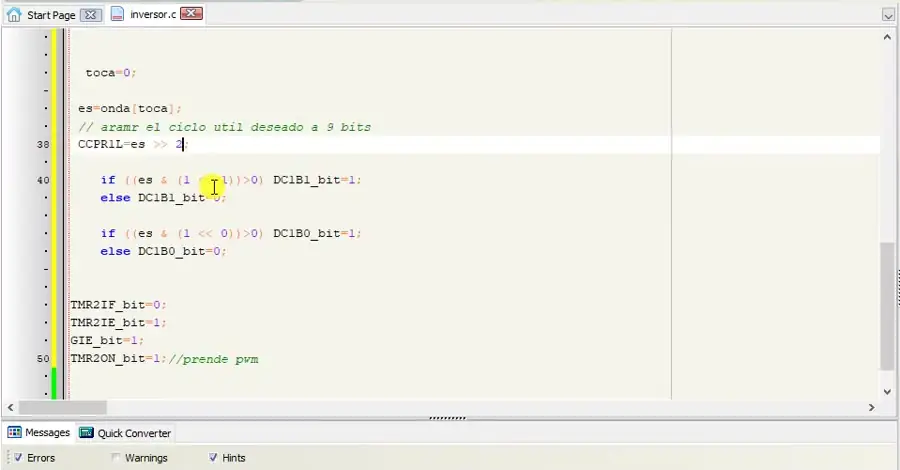 Start Page inversor.c
toca=0;
es=onda[toca];
// aramr el ciclo util deseado a 9 bits
38 CCPR1L=es >> 2;
40 if ((es & (1 << 1))>0) DC1B1_bit=1;
else DC1B1_bit=0;
if ((es & (1 << 0))>0) DC1B0_bit=1;
else DC1B0_bit=0;
TMR2IF_bit=0;
TMR2IE_bit=1;
GIE_bit=1;
50 TMR2ON_bit=1;//prende pvm
Messages Quick Converter
Errors Warnings Hints